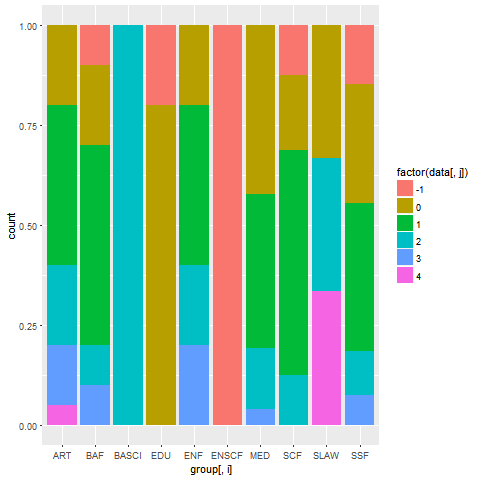 1.00
0.75
0.50
0.25
0.00
count
ART BAF BASCI EDU ENF ENSCF MED SCF SLAW SSF
group[, i]
factor(data[, j])
-1
0
1
2
3
4